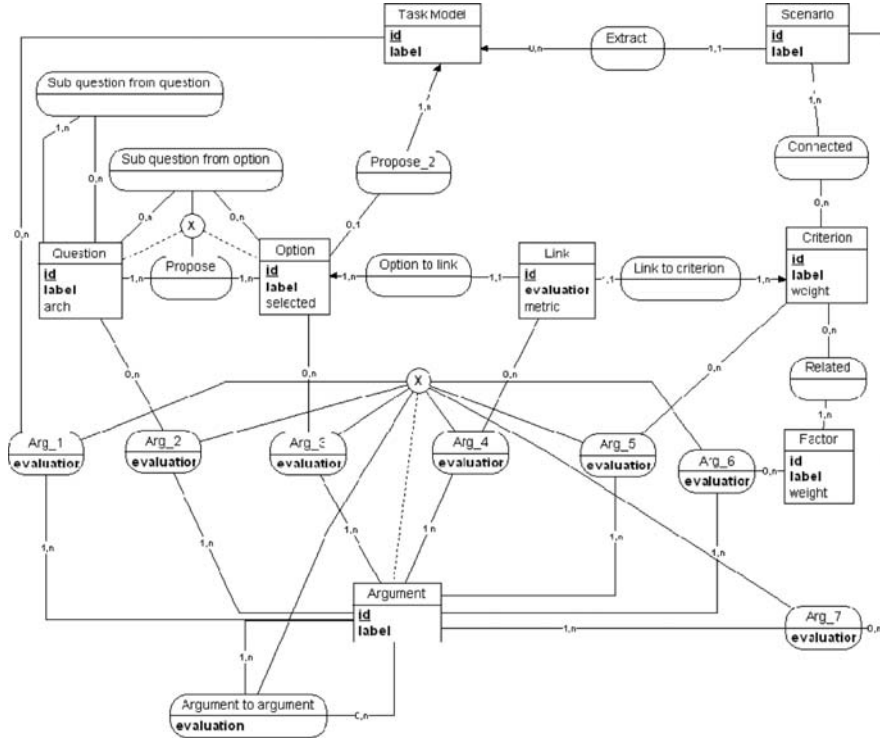 Task Model
id
label
Scenario
id
label
Extract
0,n
1,1
Sub question from question
1,n
0,n
Sub question from option
0,n
0,n
X
Propose_2
1,n
0,1
Connected
1,n
0,n
0,n
Question
id
label
arch
1,n
Propose
1,n
Option
id
label
selected
1,n
Option to link
1,1
Link
id
evaluation
metric
1,1
Link to criterion
1,n
Criterion
id
label
weight
0,n
Related
1,n
Factor
id
label
weight
0,n
0,n
0,n
0,n
X
Arg_1
evaluation
Arg_2
evaluation
Arg_3
evaluation
Arg_4
evaluation
Arg_5
evaluation
Arg_6
evaluation
0,n
1,n
1,n
1,n
1,n
1,n
1,n
Argument
id
label
1,n
Arg_7
evaluation
0,n
1,n
Argument to argument
evaluation
0,n